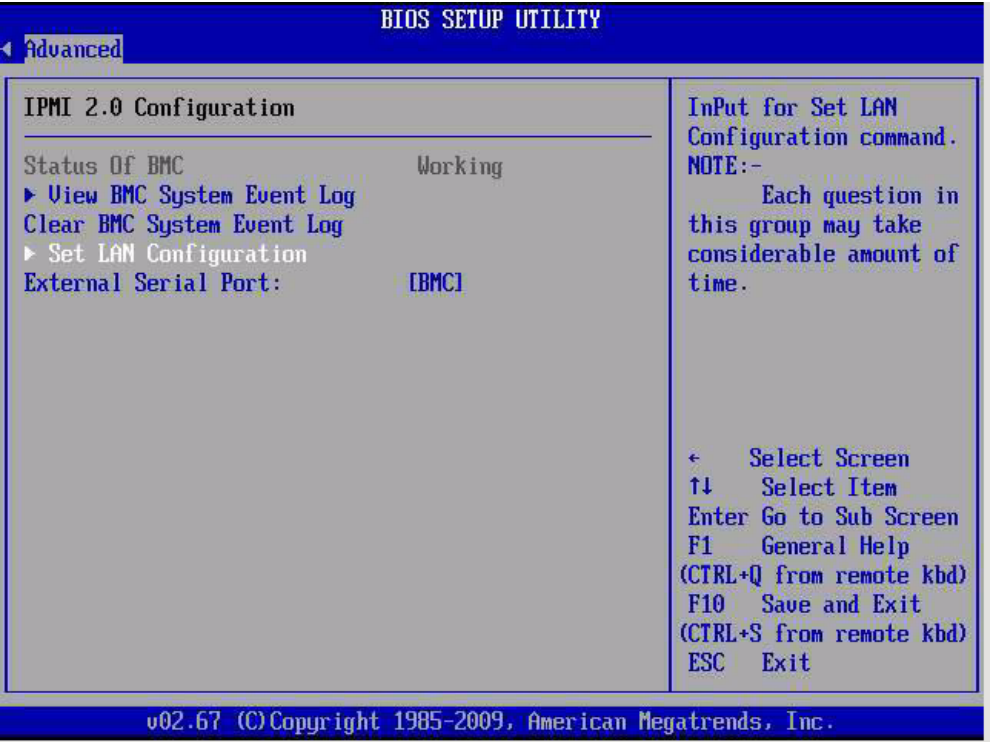 BIOS SETUP UTILITY
Advanced
IPMI 2.0 Configuration
Status Of BMC Working
▶ View BMC System Event Log
Clear BMC System Event Log
▶ Set LAN Configuration
External Serial Port: [BMC]
InPut for Set LAN
Configuration command.
NOTE:-
Each question in
this group may take
considerable amount of
time.
← Select Screen
↑↓ Select Item
Enter Go to Sub Screen
F1 General Help
(CTRL+Q from remote kbd)
F10 Save and Exit
(CTRL+S from remote kbd)
ESC Exit
v02.67 (C)Copyright 1985-2009, American Megatrends, Inc.